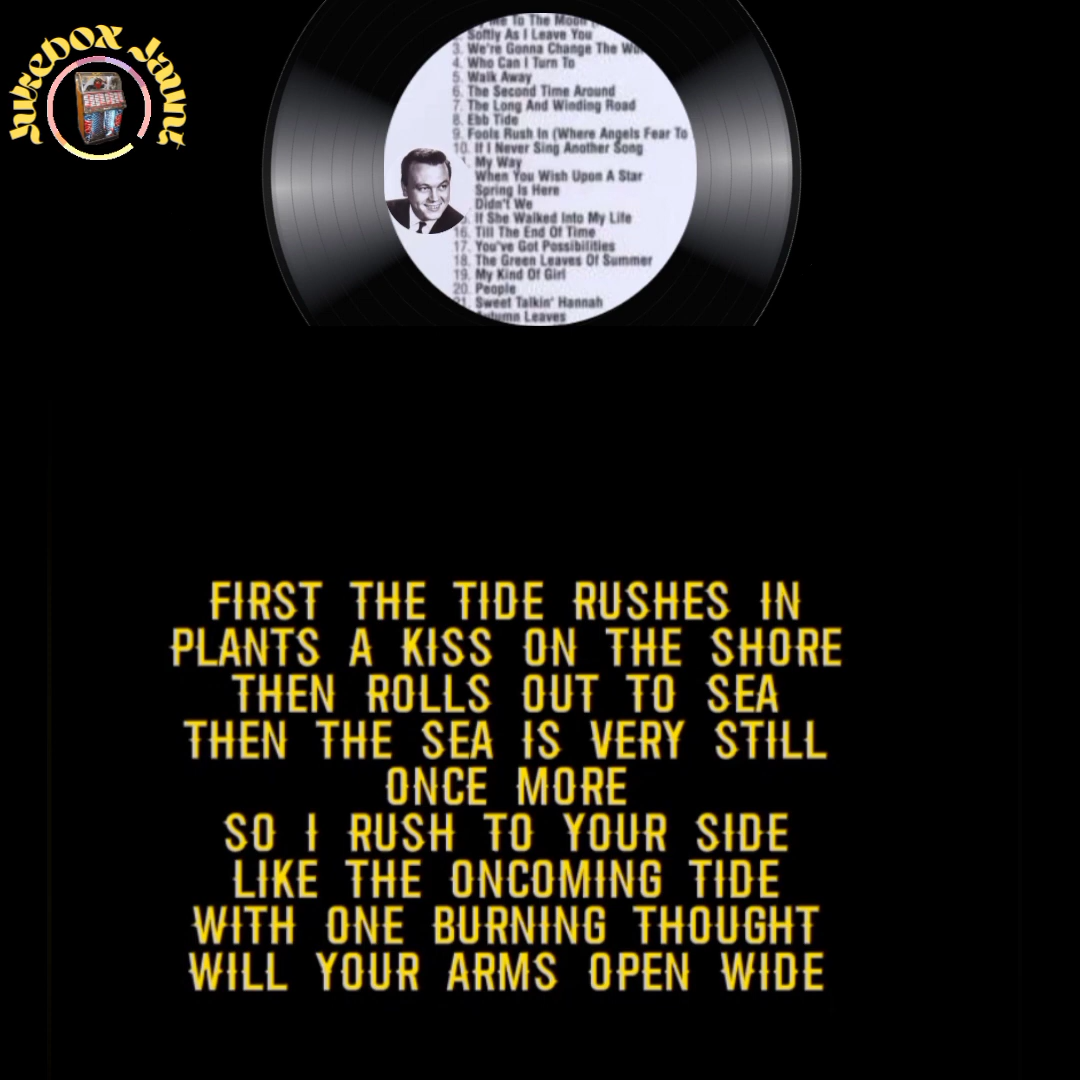 Jukebox Jams
Me To The Moon
Softly As I Leave You
3. We're Gonna Change The
4. Who Can I Turn To
5. Walk Away
6. The Second Time Around
7. The Long And Winding Road
8. Ebb Tide
9. Fools Rush In (Where Angels Fear To
10. If I Never Sing Another Song
My Way
When You Wish Upon A Star
Spring Is Here
Didn't We
If She Walked Into My Life
16. Till The End Of Time
17. You've Got Possibilities
18. The Green Leaves Of Summer
19. My Kind Of Girl
20. People
21. Sweet Talkin' Hannah
Leaves
FIRST THE TIDE RUSHES IN
PLANTS A KISS ON THE SHORE
THEN ROLLS OUT TO SEA
THEN THE SEA IS VERY STILL
ONCE MORE
SO I RUSH TO YOUR SIDE
LIKE THE ONCOMING TIDE
WITH ONE BURNING THOUGHT
WILL YOUR ARMS OPEN WIDE